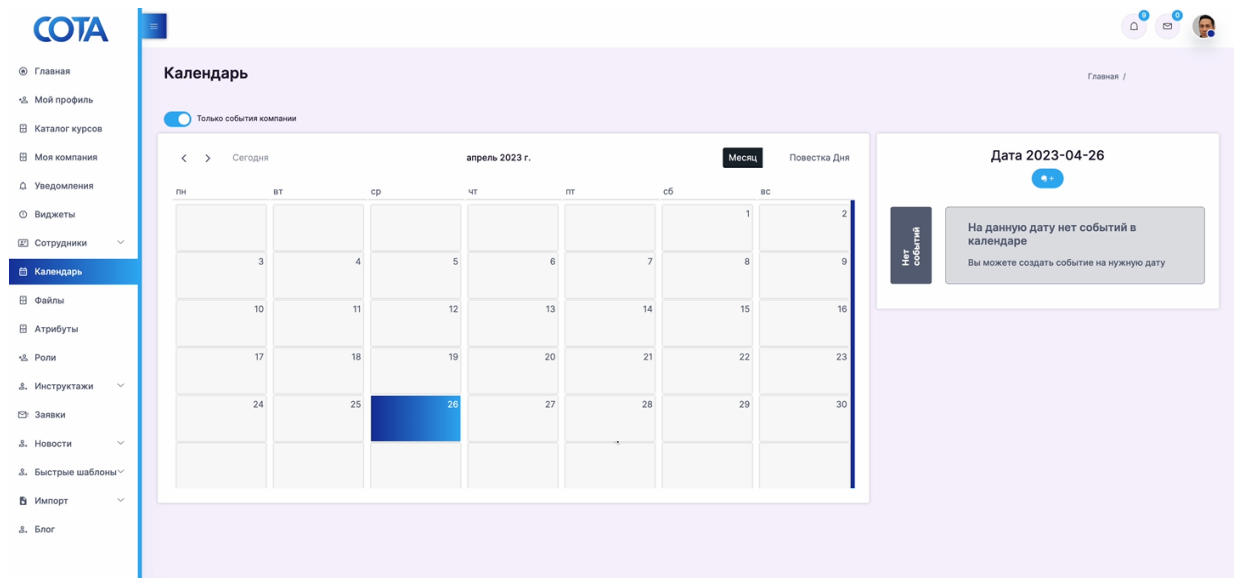 СОТА
9
0
Главная
Мой профиль
Каталог курсов
Моя компания
Уведомления
Виджеты
Сотрудники
Календарь
Файлы
Атрибуты
Роли
Инструктажи
Заявки
Новости
Быстрые шаблоны
Импорт
Блог
Календарь
Главная /
Только события компании
Сегодня
апрель 2023 г.
Месяц
Повестка Дня
пн вт ср чт пт сб вс
1 2
3 4 5 6 7 8 9
10 11 12 13 14 15 16
17 18 19 20 21 22 23
24 25 26 27 28 29 30
Дата 2023-04-26
+
Нет
событий
На данную дату нет событий в
календаре
Вы можете создать событие на нужную дату